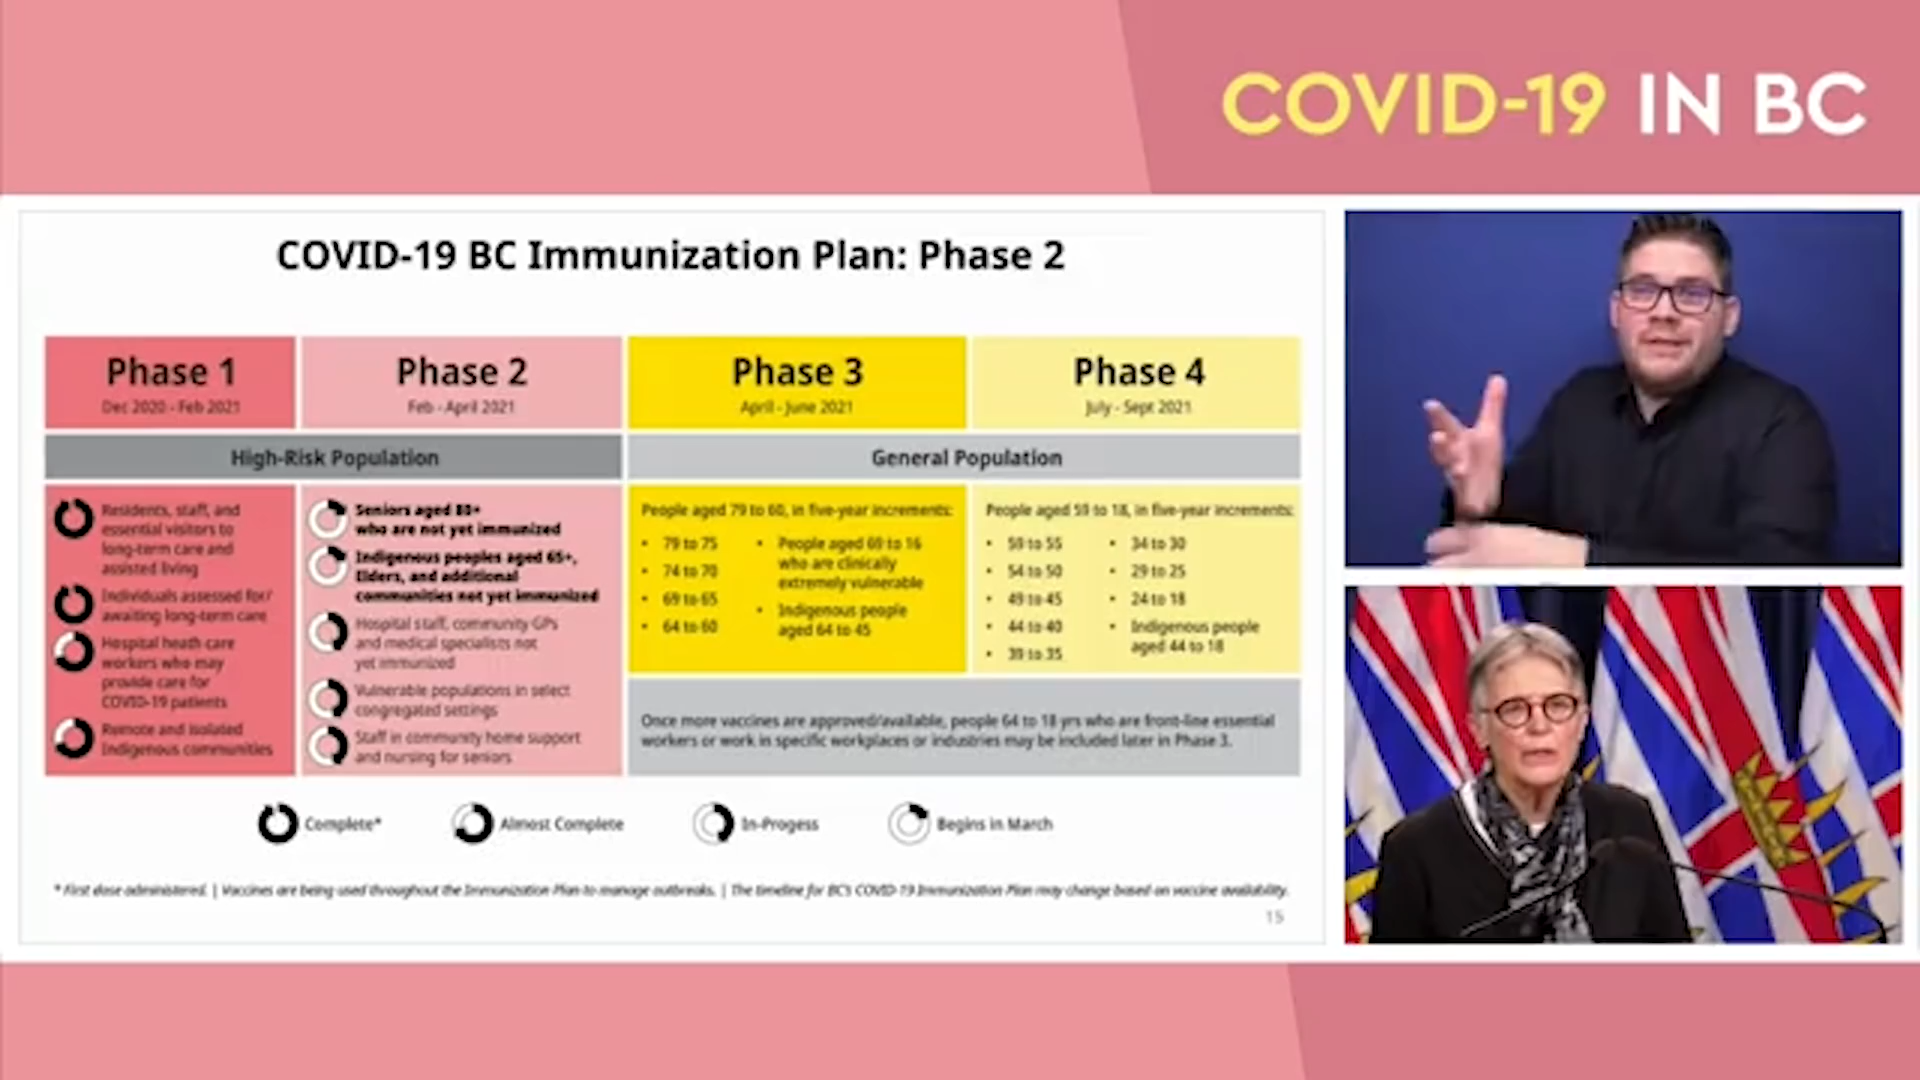 COVID-19 IN BC
COVID-19 BC Immunization Plan: Phase 2
Phase 1
Dec 2020 - Feb 2021
Phase 2
Feb - April 2021
Phase 3
April - June 2021
Phase 4
July - Sept 2021
High-Risk Population
General Population
Residents, staff, and
essential visitors to
long-term care and
assisted living
Individuals assessed for/
awaiting long-term care
Hospital heath care
workers who may
provide care for
COVID-19 patients
Remote and isolated
Indigenous communities
Seniors aged 80+
who are not yet immunized
Indigenous peoples aged 65+,
Elders, and additional
communities not yet immunized
Hospital staff, community GPs
and medical specialists not
yet immunized
Vulnerable populations in select
congregated settings
Staff in community home support
and nursing for seniors
People aged 79 to 60, in five-year increments:
• 79 to 75
• 74 to 70
• 69 to 65
• 64 to 60
• People aged 69 to 16
who are clinically
extremely vulnerable
• Indigenous people
aged 64 to 45
People aged 59 to 18, in five-year increments:
• 59 to 55
• 54 to 50
• 49 to 45
• 44 to 40
• 39 to 35
• 34 to 30
• 29 to 25
• 24 to 18
• Indigenous people
aged 44 to 18
Once more vaccines are approved/available, people 64 to 18 yrs who are front-line essential
workers or work in specific workplaces or industries may be included later in Phase 3.
Complete*
Almost Complete
In-Progess
Begins in March
* First dose administered. | Vaccines are being used throughout the Immunization Plan to manage outbreaks. | The timeline for BC'S COVID-19 Immunization Plan may change based on vaccine availability.
15